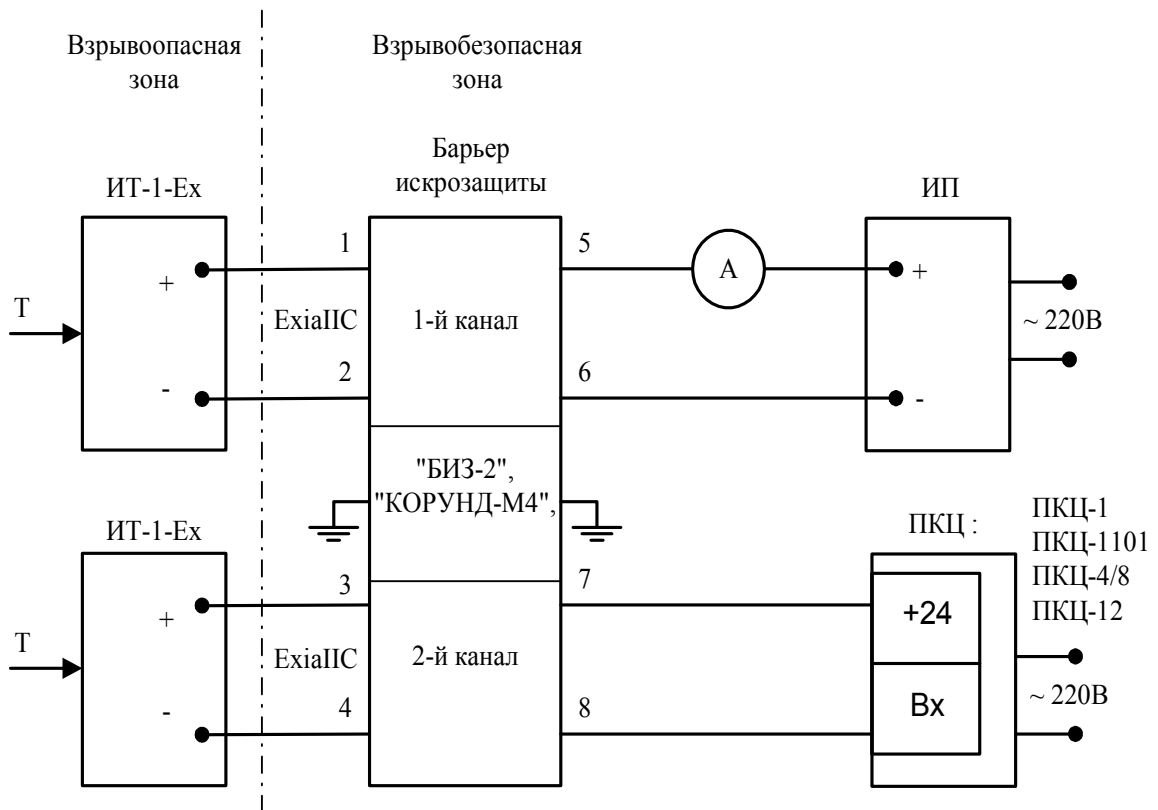 Взрывоопасная
зона
Взрывобезопасная
зона
Барьер
искрозащиты
ИТ-1-Ex
ИП
1
5
+
А
+
Т
ExiaIIC
1-й канал
~ 220В
2
6
-
-
"БИЗ-2",
"КОРУНД-М4",
ИТ-1-Ex
ПКЦ :
ПКЦ-1
ПКЦ-1101
ПКЦ-4/8
ПКЦ-12
3
7
+
+24
Т
ExiaIIC
2-й канал
~ 220В
4
8
-
Вх